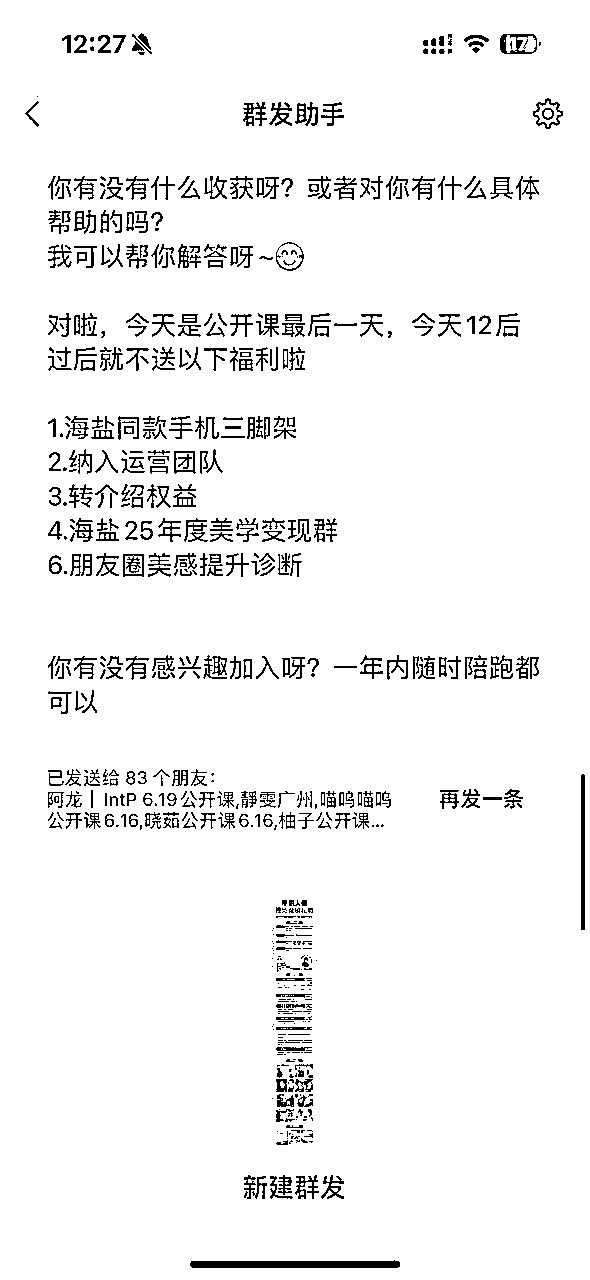 12:27
17
群发助手
你有没有什么收获呀？或者对你有什么具体
帮助的吗？
我可以帮你解答呀~😊
对啦，今天是公开课最后一天，今天12后
过后就不送以下福利啦
1.海盐同款手机三脚架
2.纳入运营团队
3.转介绍权益
4.海盐25年度美学变现群
6.朋友圈美感提升诊断
你有没有感兴趣加入呀？一年内随时陪跑都
可以
已发送给 83 个朋友：
阿龙丨IntP 6.19公开课,靜雯广州,喵呜喵呜
公开课6.16,晓茹公开课6.16,柚子公开课...
再发一条
新建群发